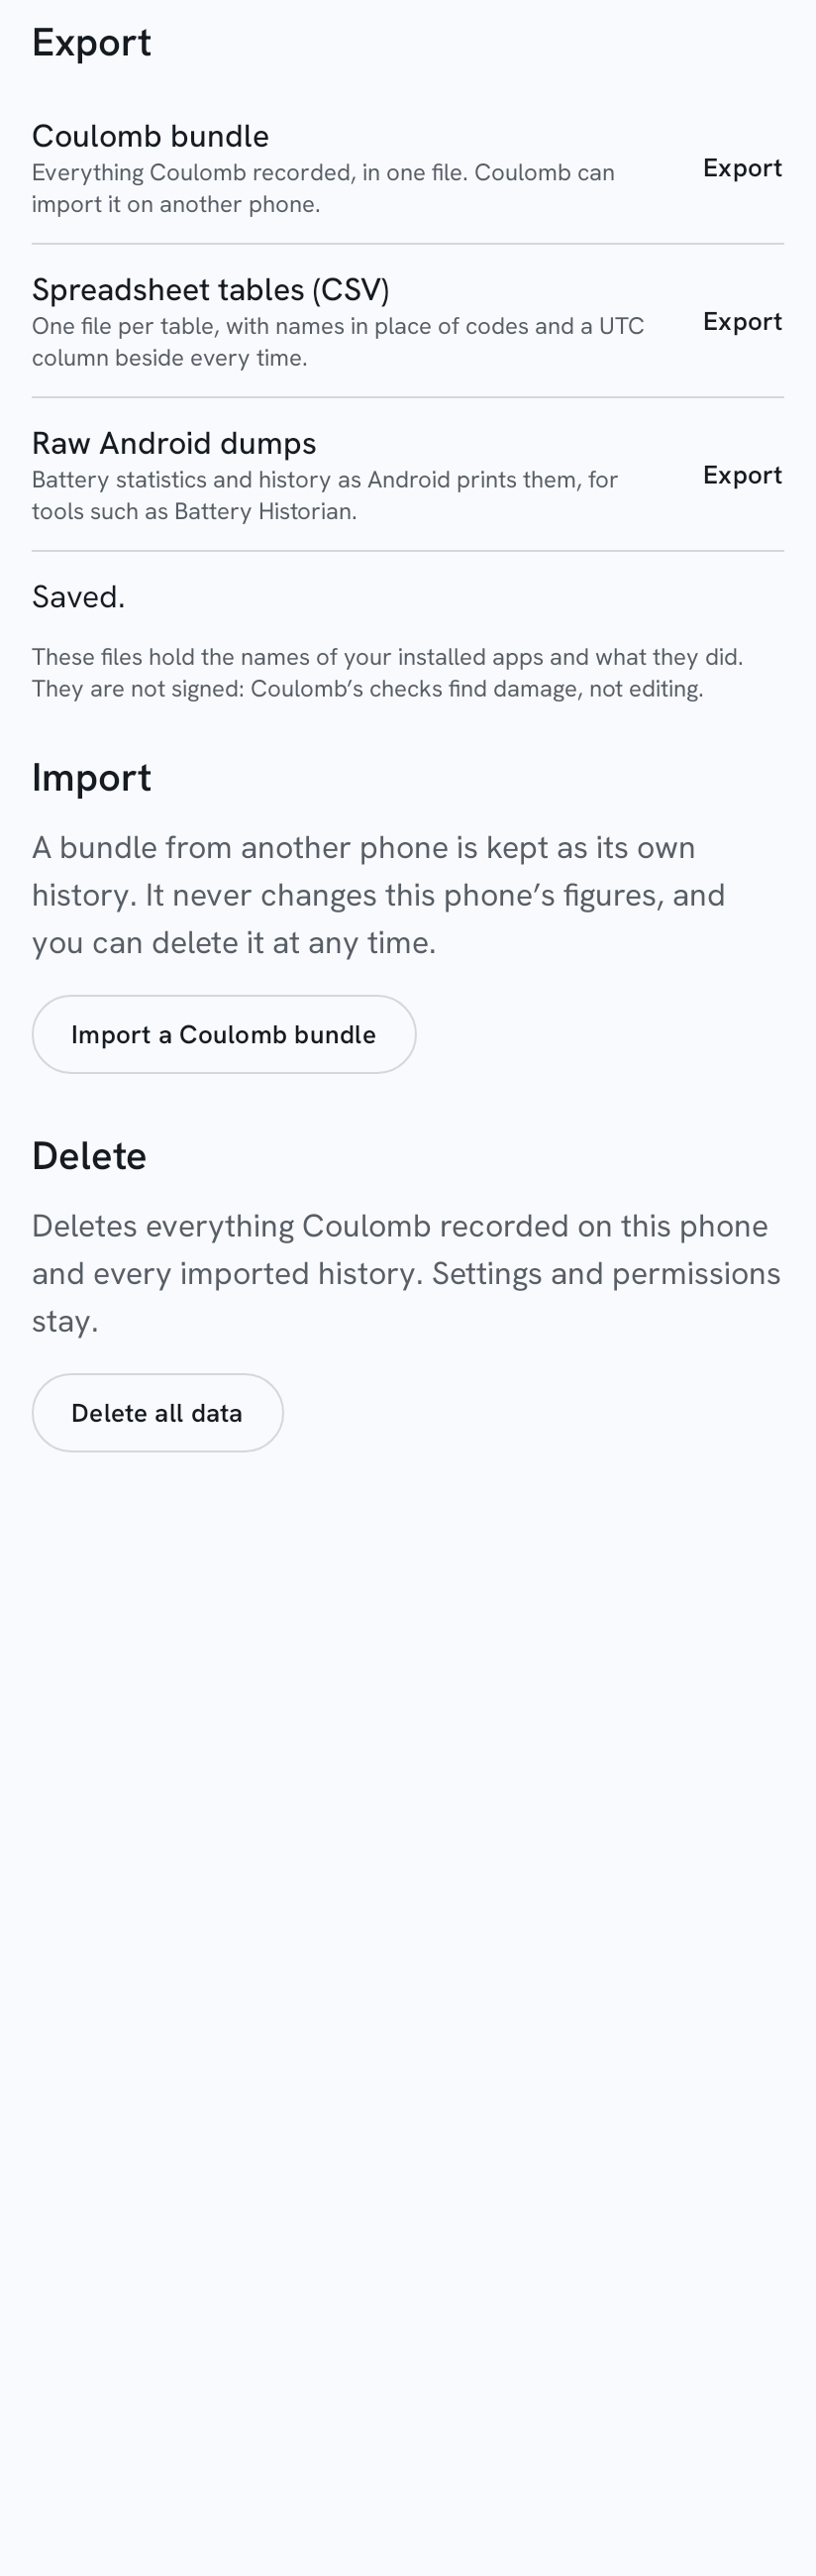 Export
Coulomb bundle
Everything Coulomb recorded, in one file. Coulomb can
import it on another phone.
Export
Spreadsheet tables (CSV)
One file per table, with names in place of codes and a UTC
column beside every time.
Export
Raw Android dumps
Battery statistics and history as Android prints them, for
tools such as Battery Historian.
Export
Saved.
These files hold the names of your installed apps and what they did.
They are not signed: Coulomb’s checks find damage, not editing.
Import
A bundle from another phone is kept as its own
history. It never changes this phone’s figures, and
you can delete it at any time.
Import a Coulomb bundle
Delete
Deletes everything Coulomb recorded on this phone
and every imported history. Settings and permissions
stay.
Delete all data